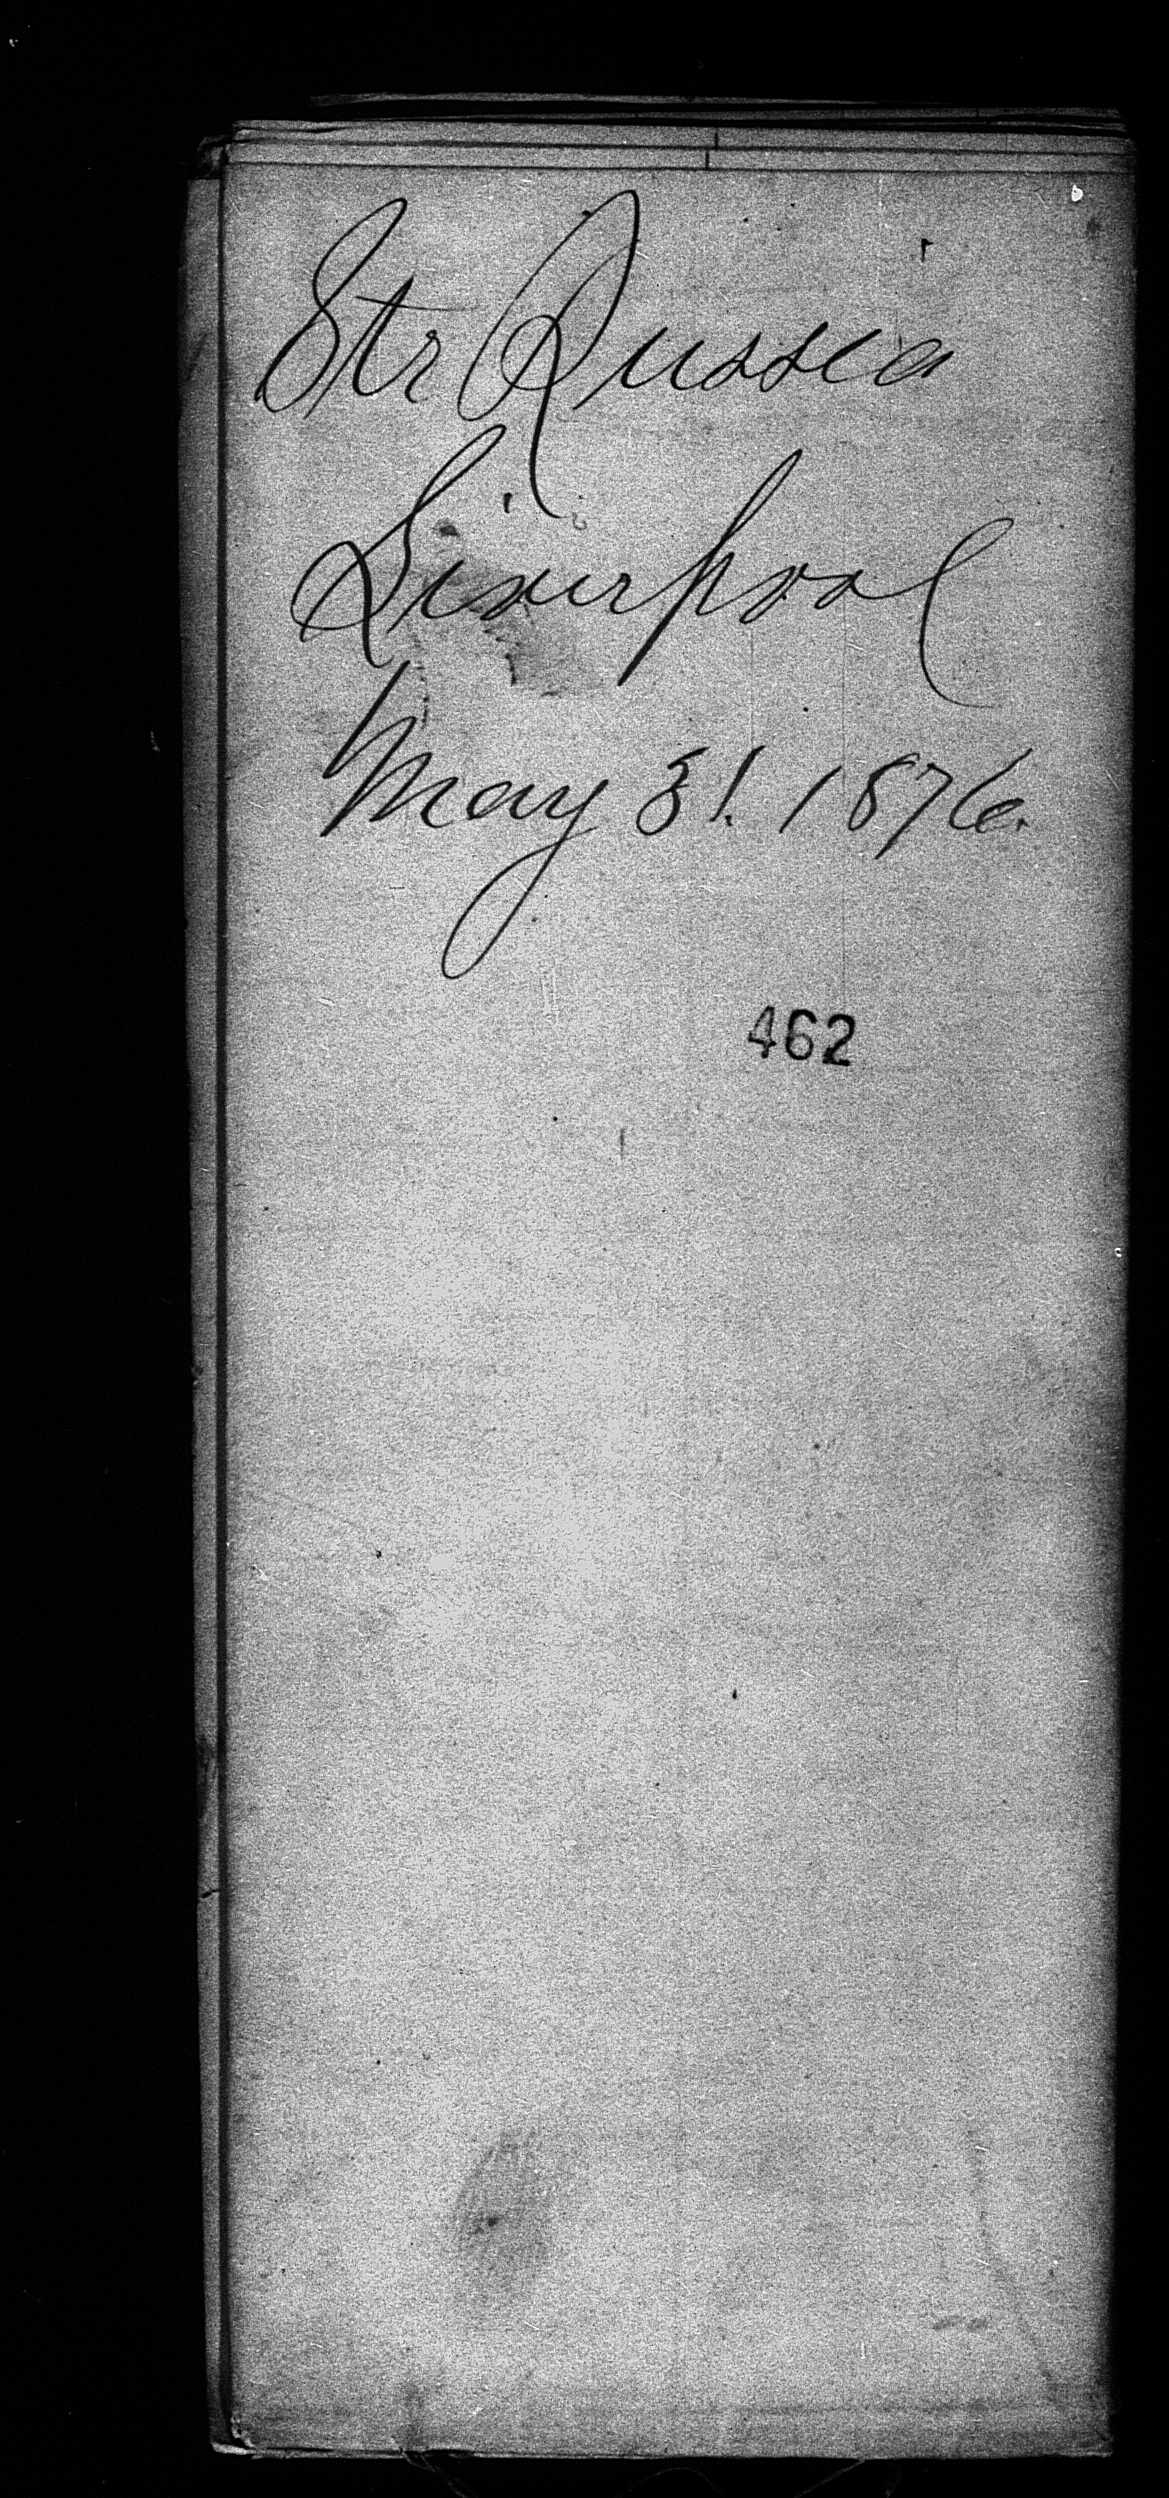 Str Russia
Liverpool
May 31. 1876.
462